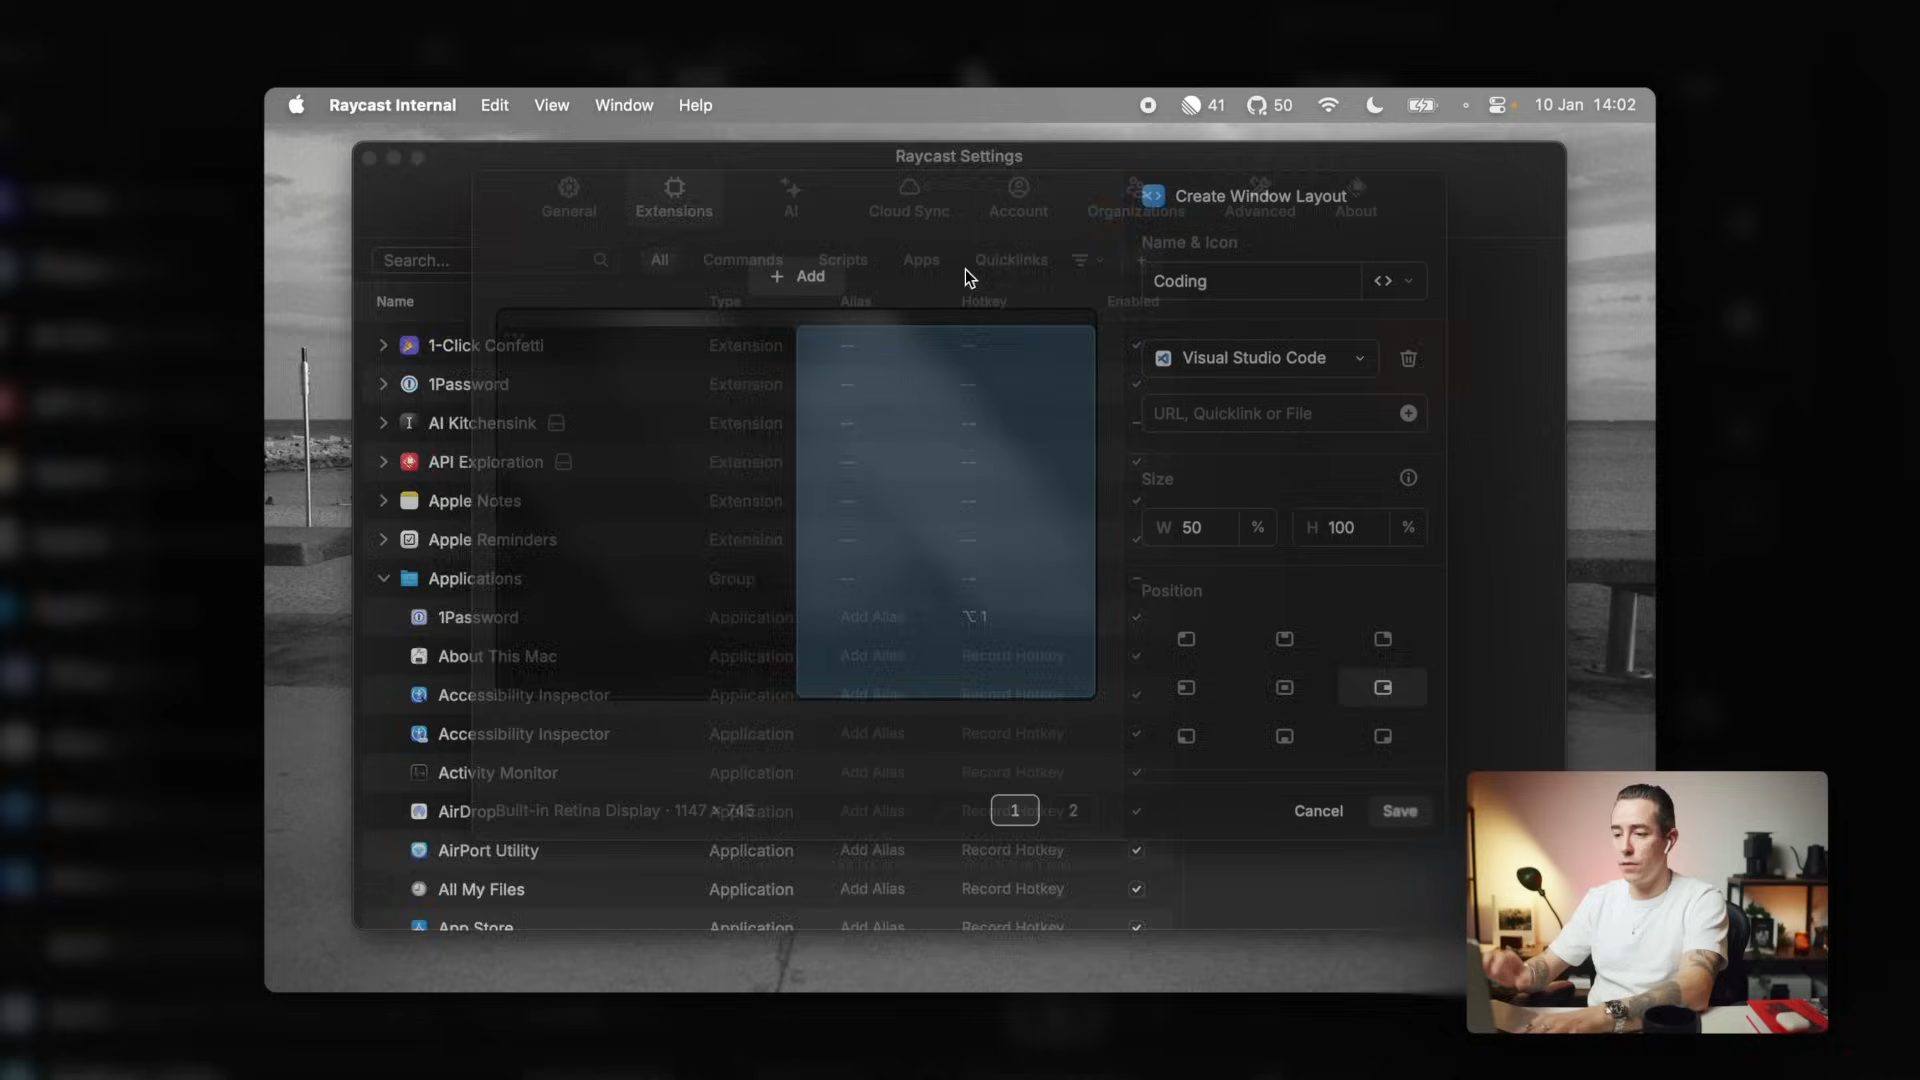 Raycast Internal Edit View Window Help 41 50 10 Jan 14:02
Raycast Settings
General Extensions AI Cloud Sync Account Organizations Advanced About
Create Window Layout
Name & Icon
Search... All Commands Scripts Apps Quicklinks
+ Add
Coding
Name Type Alias Hotkey Enabled
1-Click Confetti Extension -- --
Visual Studio Code
1Password Extension -- --
URL, Quicklink or File
AI Kitchensink Extension -- --
API Exploration Extension -- --
Size
Apple Notes Extension -- --
W 50 % H 100 %
Apple Reminders Extension -- --
Applications Group -- --
Position
1Password Application Add Alias ⌥ 1
About This Mac Application Add Alias Record Hotkey
Accessibility Inspector Application Add Alias Record Hotkey
Accessibility Inspector Application Add Alias Record Hotkey
Activity Monitor Application Add Alias Record Hotkey
AirDrop Application Add Alias Record Hotkey
Built-in Retina Display · 1147 × 745
1 2
Cancel Save
AirPort Utility Application Add Alias Record Hotkey
All My Files Application Add Alias Record Hotkey
App Store Application Add Alias Record Hotkey